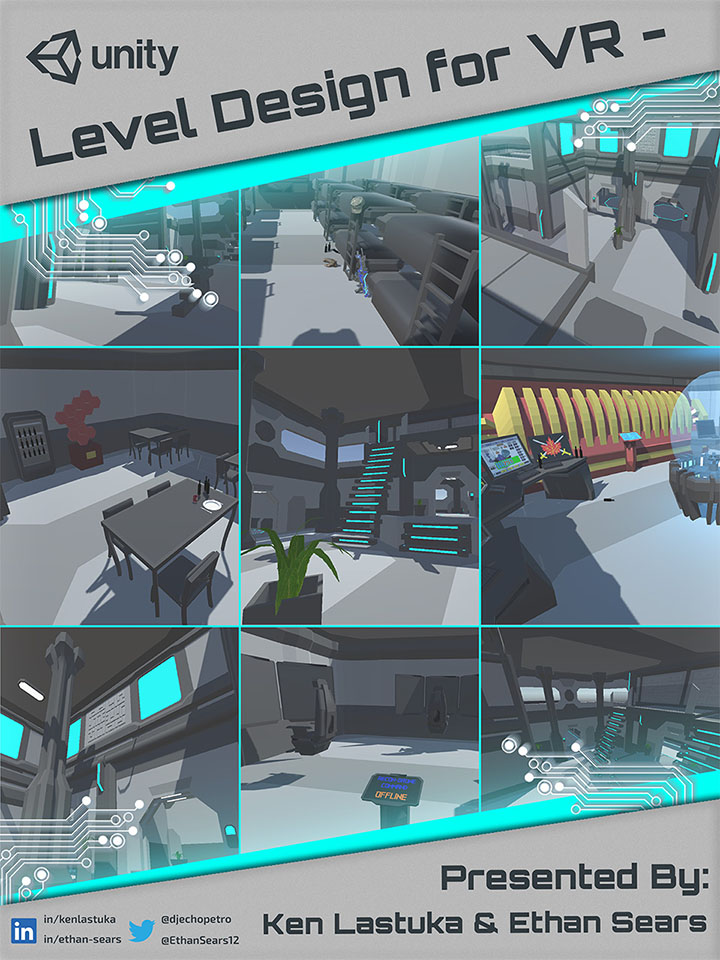 unity
Level Design for VR -
OFFLINE
Presented By:
Ken Lastuka & Ethan Sears
in/kenlastuka
@djechopetro
in/ethan-sears
@EthanSears12